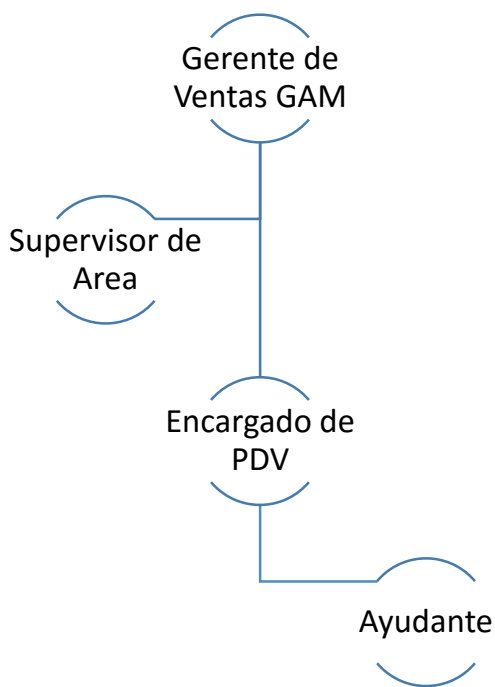 Gerente de
Ventas GAM
Supervisor de
Area
Encargado de
PDV
Ayudante